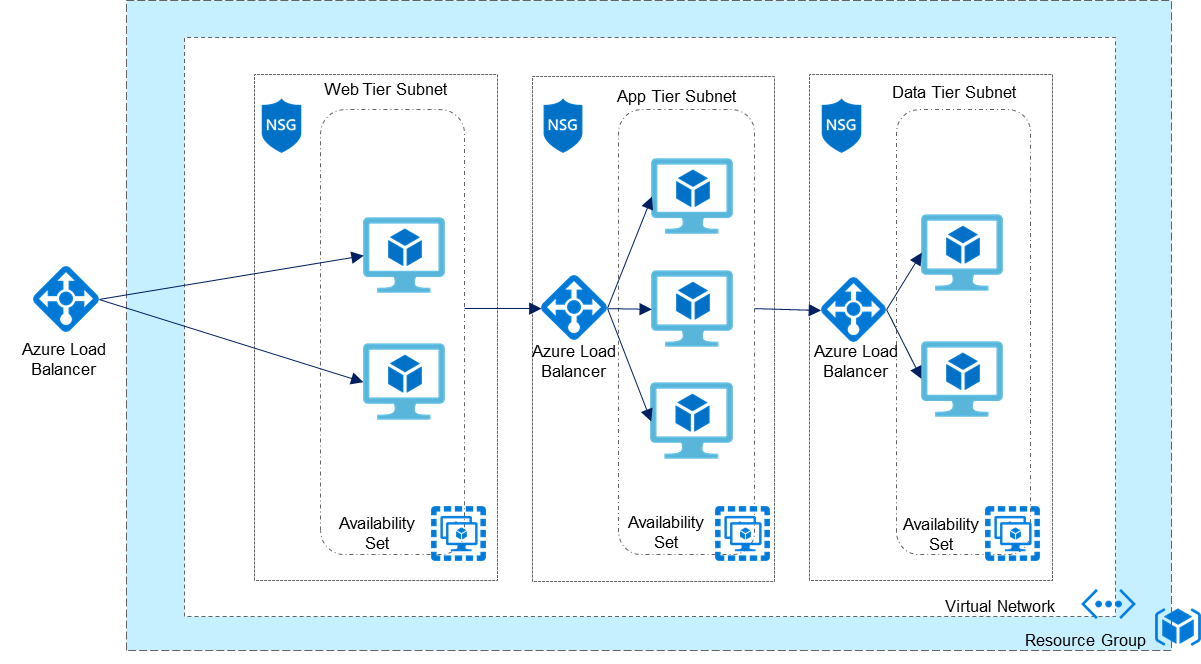 Web Tier Subnet
App Tier Subnet
Data Tier Subnet
NSG
NSG
NSG
Azure Load
Balancer
Azure Load
Balancer
Azure Load
Balancer
Availability
Set
Availability
Set
Availability
Set
Virtual Network
Resource Group